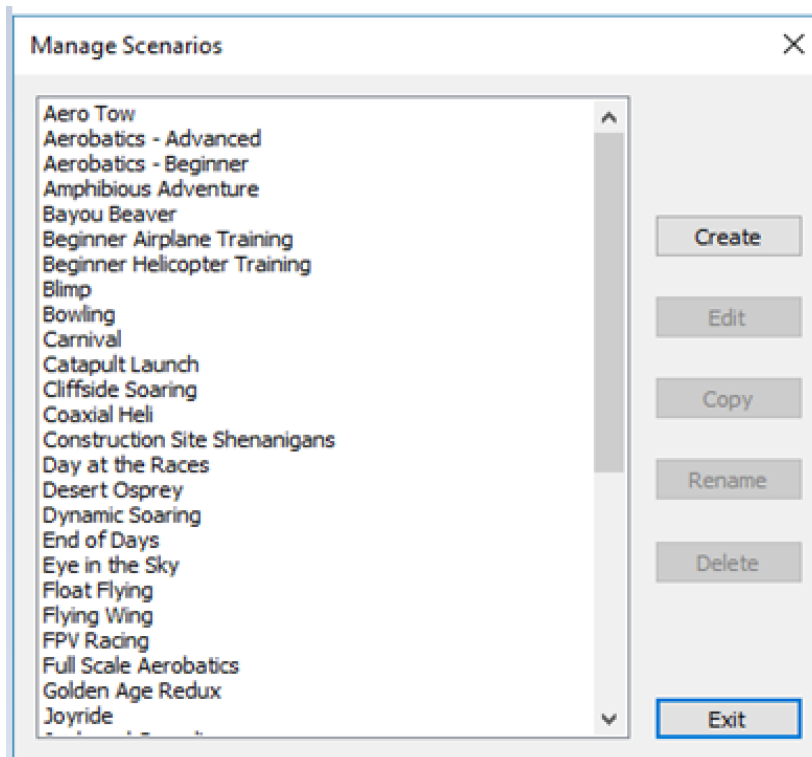 Manage Scenarios
Aero Tow
Aerobatics - Advanced
Aerobatics - Beginner
Amphibious Adventure
Bayou Beaver
Beginner Airplane Training
Beginner Helicopter Training
Blimp
Bowling
Carnival
Catapult Launch
Cliffside Soaring
Coaxial Heli
Construction Site Shenanigans
Day at the Races
Desert Osprey
Dynamic Soaring
End of Days
Eye in the Sky
Float Flying
Flying Wing
FPV Racing
Full Scale Aerobatics
Golden Age Redux
Joyride
Create
Edit
Copy
Rename
Delete
Exit